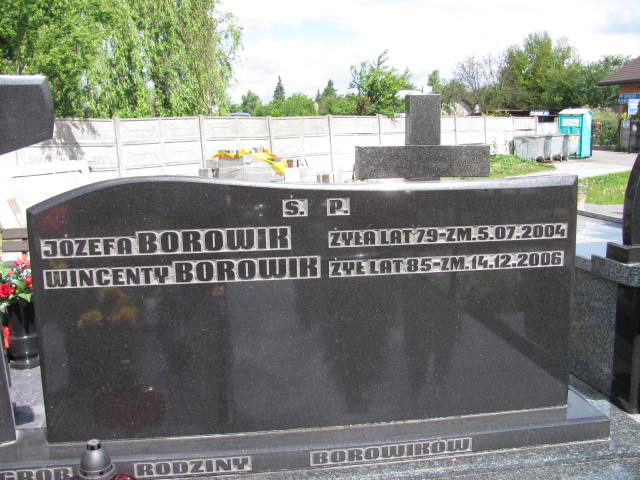 Ś. P.
JÓZEFA BOROWIK ŻYŁA LAT 79-ZM. 5.07.2004
WINCENTY BOROWIK ŻYŁ LAT 85-ZM. 14.12.2006
GRÓB RODZINY BOROWIKÓW